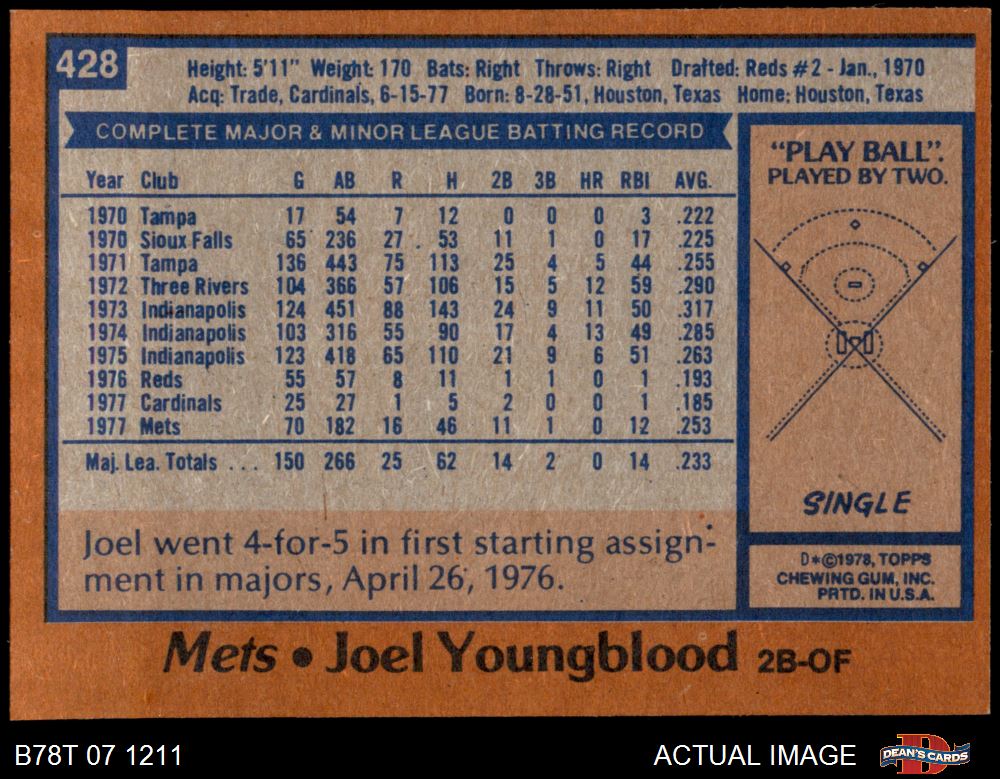 428
Height: 5'11" Weight: 170 Bats: Right Throws: Right Drafted: Reds #2 - Jan., 1970
Acq: Trade, Cardinals, 6-15-77 Born: 8-28-51, Houston, Texas Home: Houston, Texas
COMPLETE MAJOR & MINOR LEAGUE BATTING RECORD
Year Club G AB R H 2B 3B HR RBI AVG.
1970 Tampa 17 54 7 12 0 0 0 3 .222
1970 Sioux Falls 65 236 27 53 11 1 0 17 .225
1971 Tampa 136 443 75 113 25 4 5 44 .255
1972 Three Rivers 104 366 57 106 15 5 12 59 .290
1973 Indianapolis 124 451 88 143 24 9 11 50 .317
1974 Indianapolis 103 316 55 90 17 4 13 49 .285
1975 Indianapolis 123 418 65 110 21 9 6 51 .263
1976 Reds 55 57 8 11 1 1 0 1 .193
1977 Cardinals 25 27 1 5 2 0 0 1 .185
1977 Mets 70 182 16 46 11 1 0 12 .253
Maj. Lea. Totals ... 150 266 25 62 14 2 0 14 .233
Joel went 4-for-5 in first starting assign-
ment in majors, April 26, 1976.
"PLAY BALL".
PLAYED BY TWO.
SINGLE
D*©1978, TOPPS
CHEWING GUM, INC.
PRTD. IN U.S.A.
Mets • Joel Youngblood 2B-OF
B78T 07 1211
ACTUAL IMAGE
D
DEAN'S CARDS